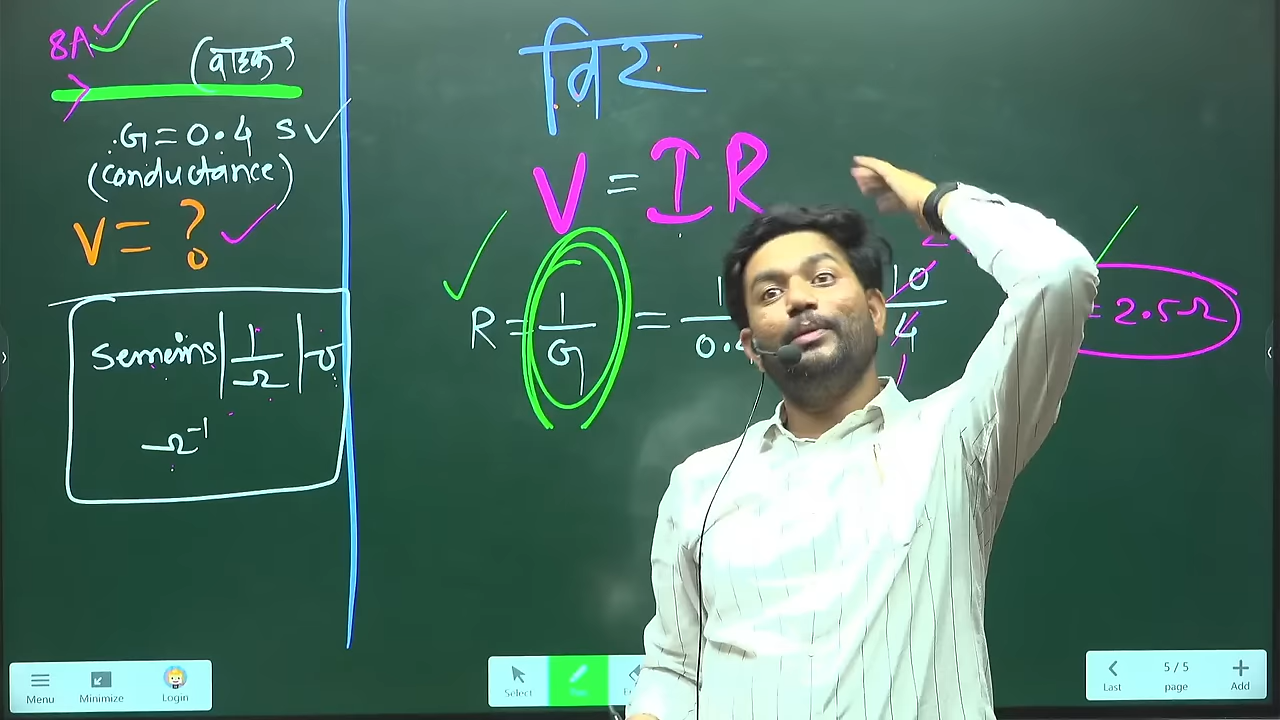 8A
(वाहक)
G = 0.4 S
(conductance)
V = ?
semeins | 1/Ω | ℧
Ω⁻¹
विर
V = I R
R = 1/G = 1/0.4
10/4
= 2.5Ω
Menu
Minimize
Login
Select
Last
5 / 5
page
Add